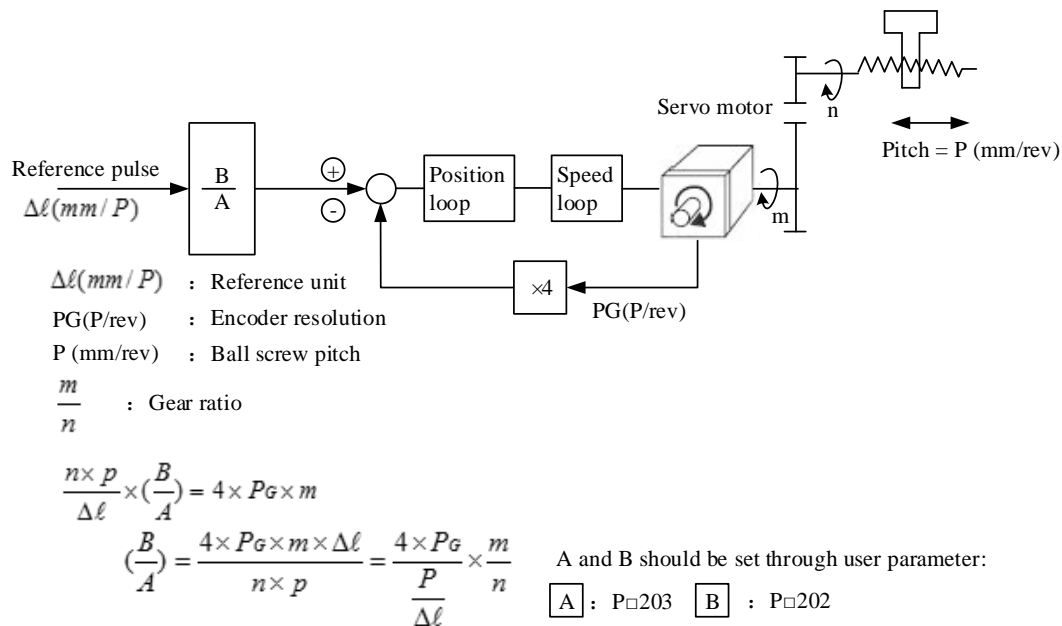 Servo motor
n
Pitch = P (mm/rev)
Reference pulse
Δℓ(mm/P)
B
A
+
-
Position
loop
Speed
loop
m
×4
PG(P/rev)
Δℓ(mm/P) : Reference unit
PG(P/rev) : Encoder resolution
P (mm/rev) : Ball screw pitch
m/n : Gear ratio
n×p/Δℓ ×(B/A) = 4×PG×m
(B/A) = 4×PG×m×Δℓ / n×p = 4×PG / (P/Δℓ) × m/n
A and B should be set through user parameter:
A : P□203 B : P□202